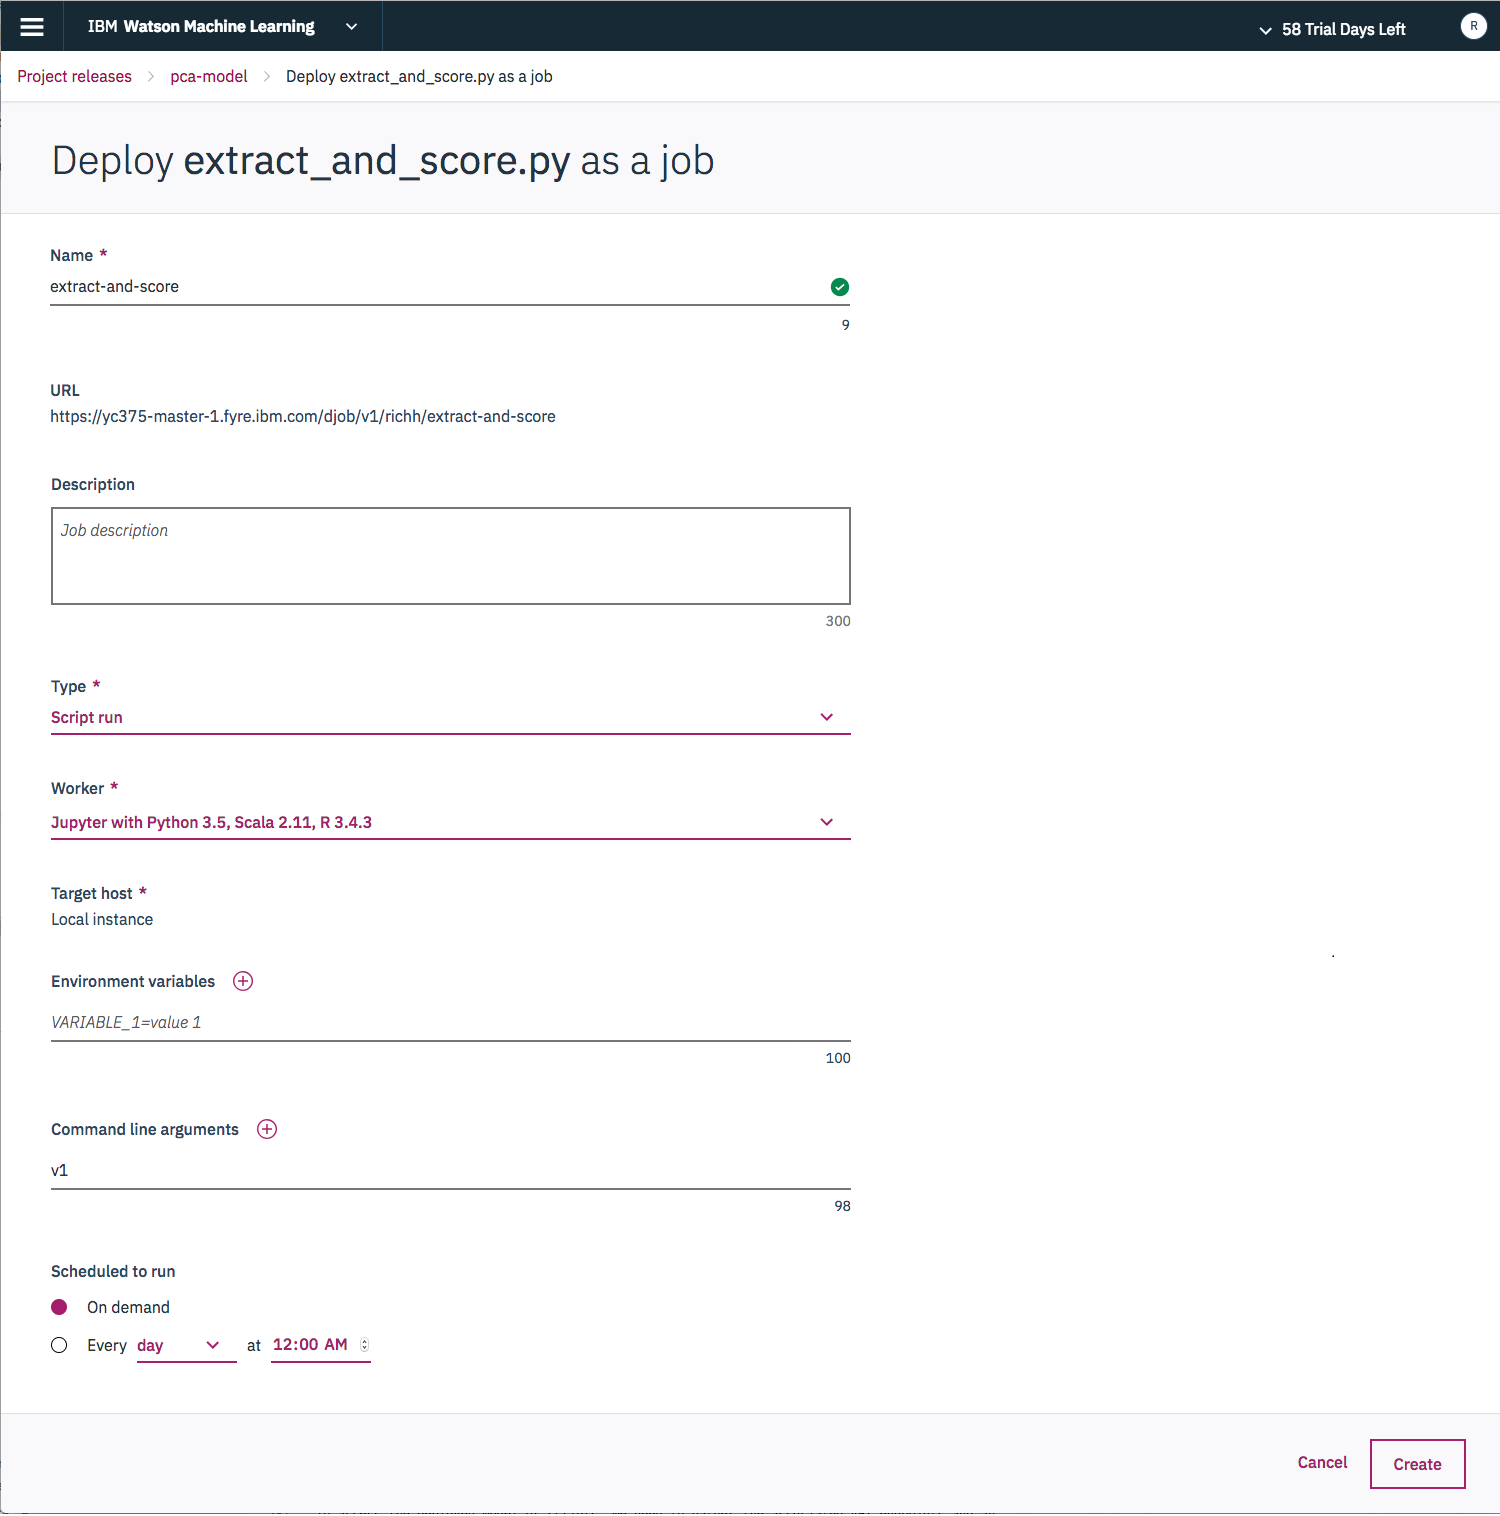 IBM Watson Machine Learning
58 Trial Days Left
R
Project releases > pca-model > Deploy extract_and_score.py as a job
Deploy extract_and_score.py as a job
Name *
extract-and-score
9
URL
https://yc375-master-1.fyre.ibm.com/djob/v1/richh/extract-and-score
Description
Job description
300
Type *
Script run
Worker *
Jupyter with Python 3.5, Scala 2.11, R 3.4.3
Target host *
Local instance
Environment variables
VARIABLE_1=value 1
100
Command line arguments
v1
98
Scheduled to run
On demand
Every day at 12:00 AM
Cancel
Create